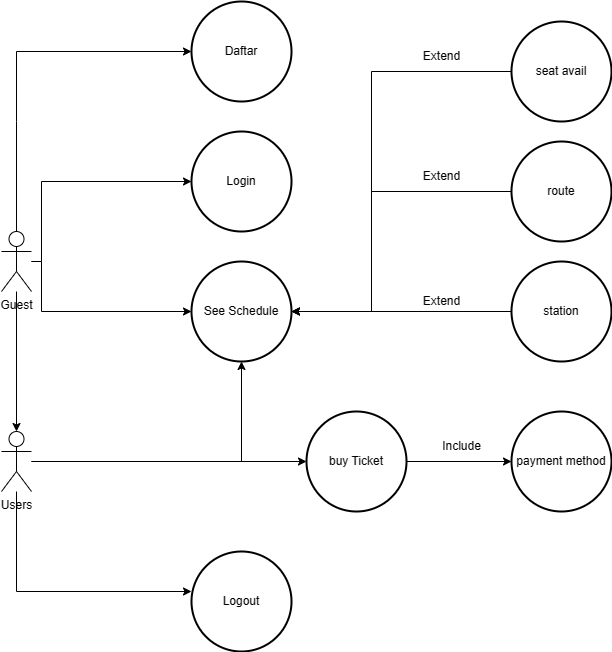 Daftar
Extend
seat avail
Login
Extend
route
Guest
See Schedule
Extend
station
Users
buy Ticket
Include
payment method
Logout